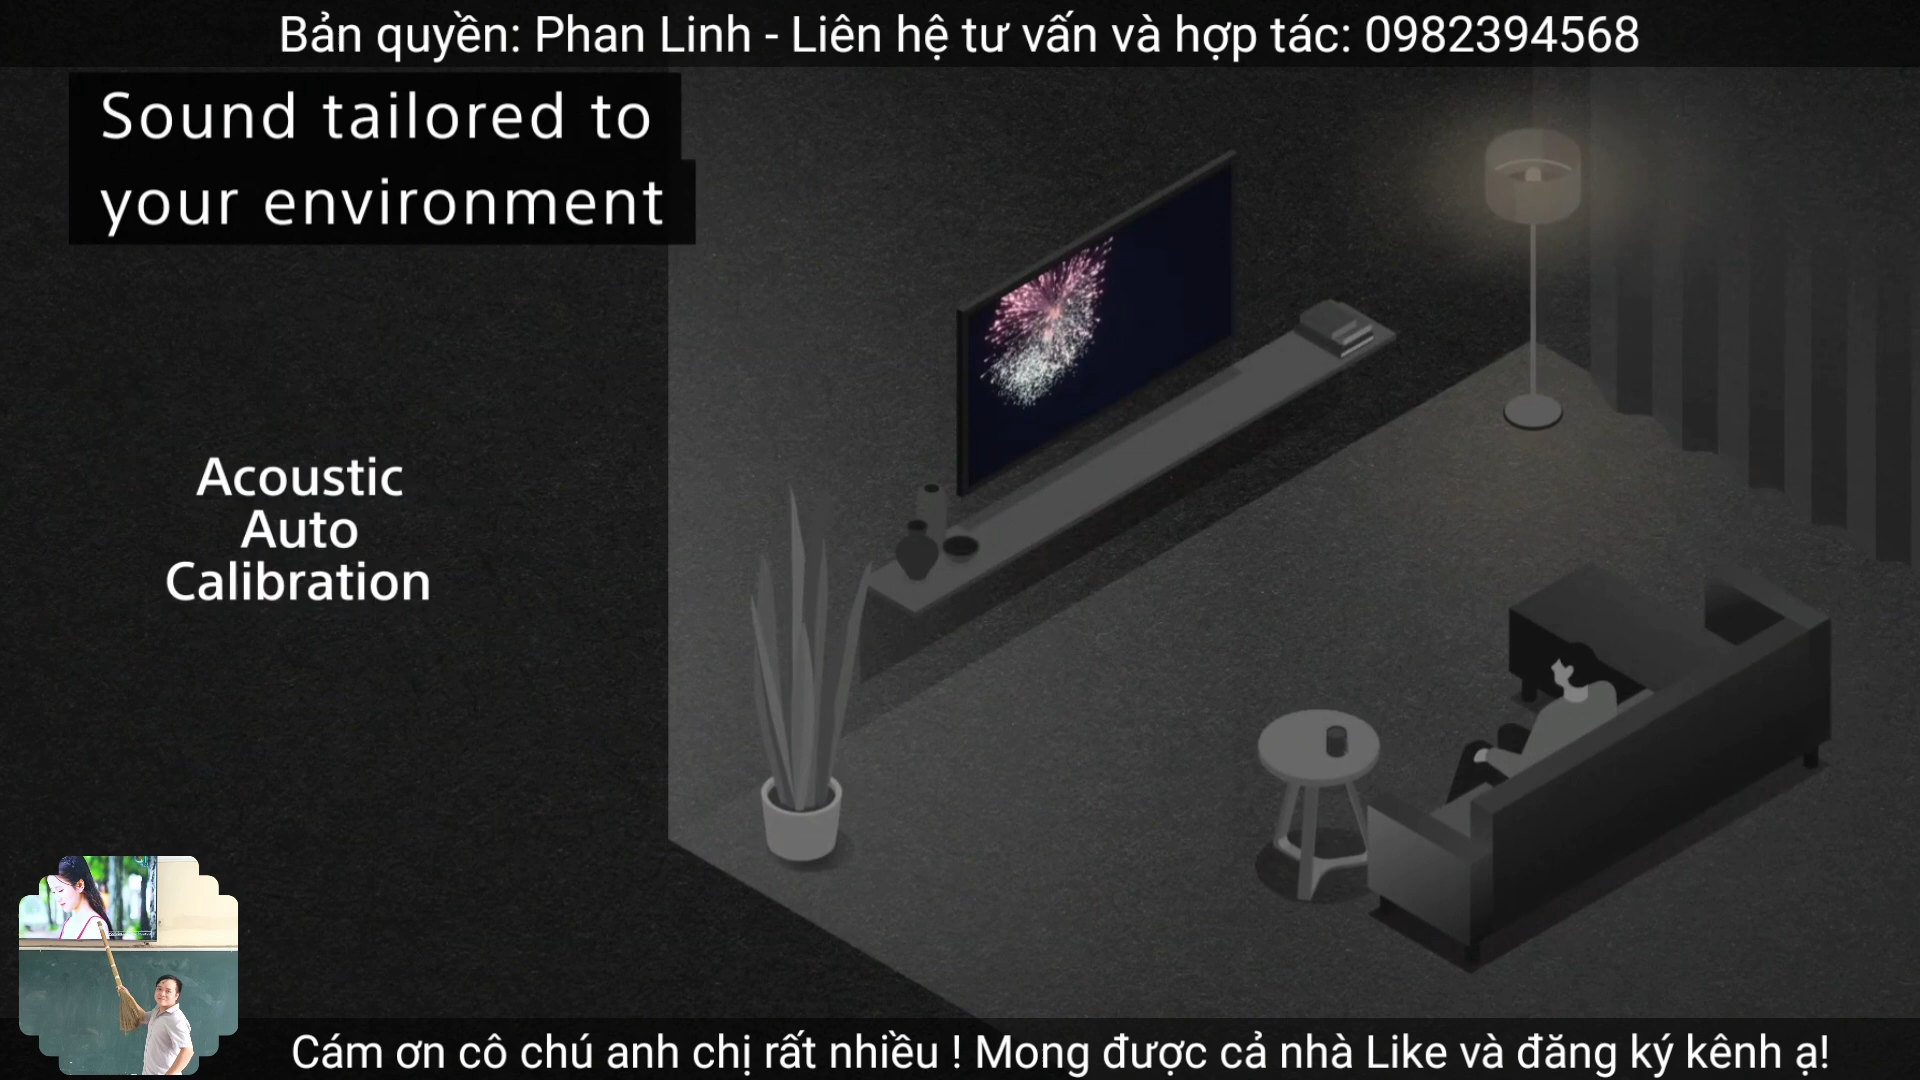 Bản quyền: Phan Linh - Liên hệ tư vấn và hợp tác: 0982394568
Sound tailored to
your environment
Acoustic
Auto
Calibration
Cám ơn cô chú anh chị rất nhiều ! Mong được cả nhà Like và đăng ký kênh ạ!